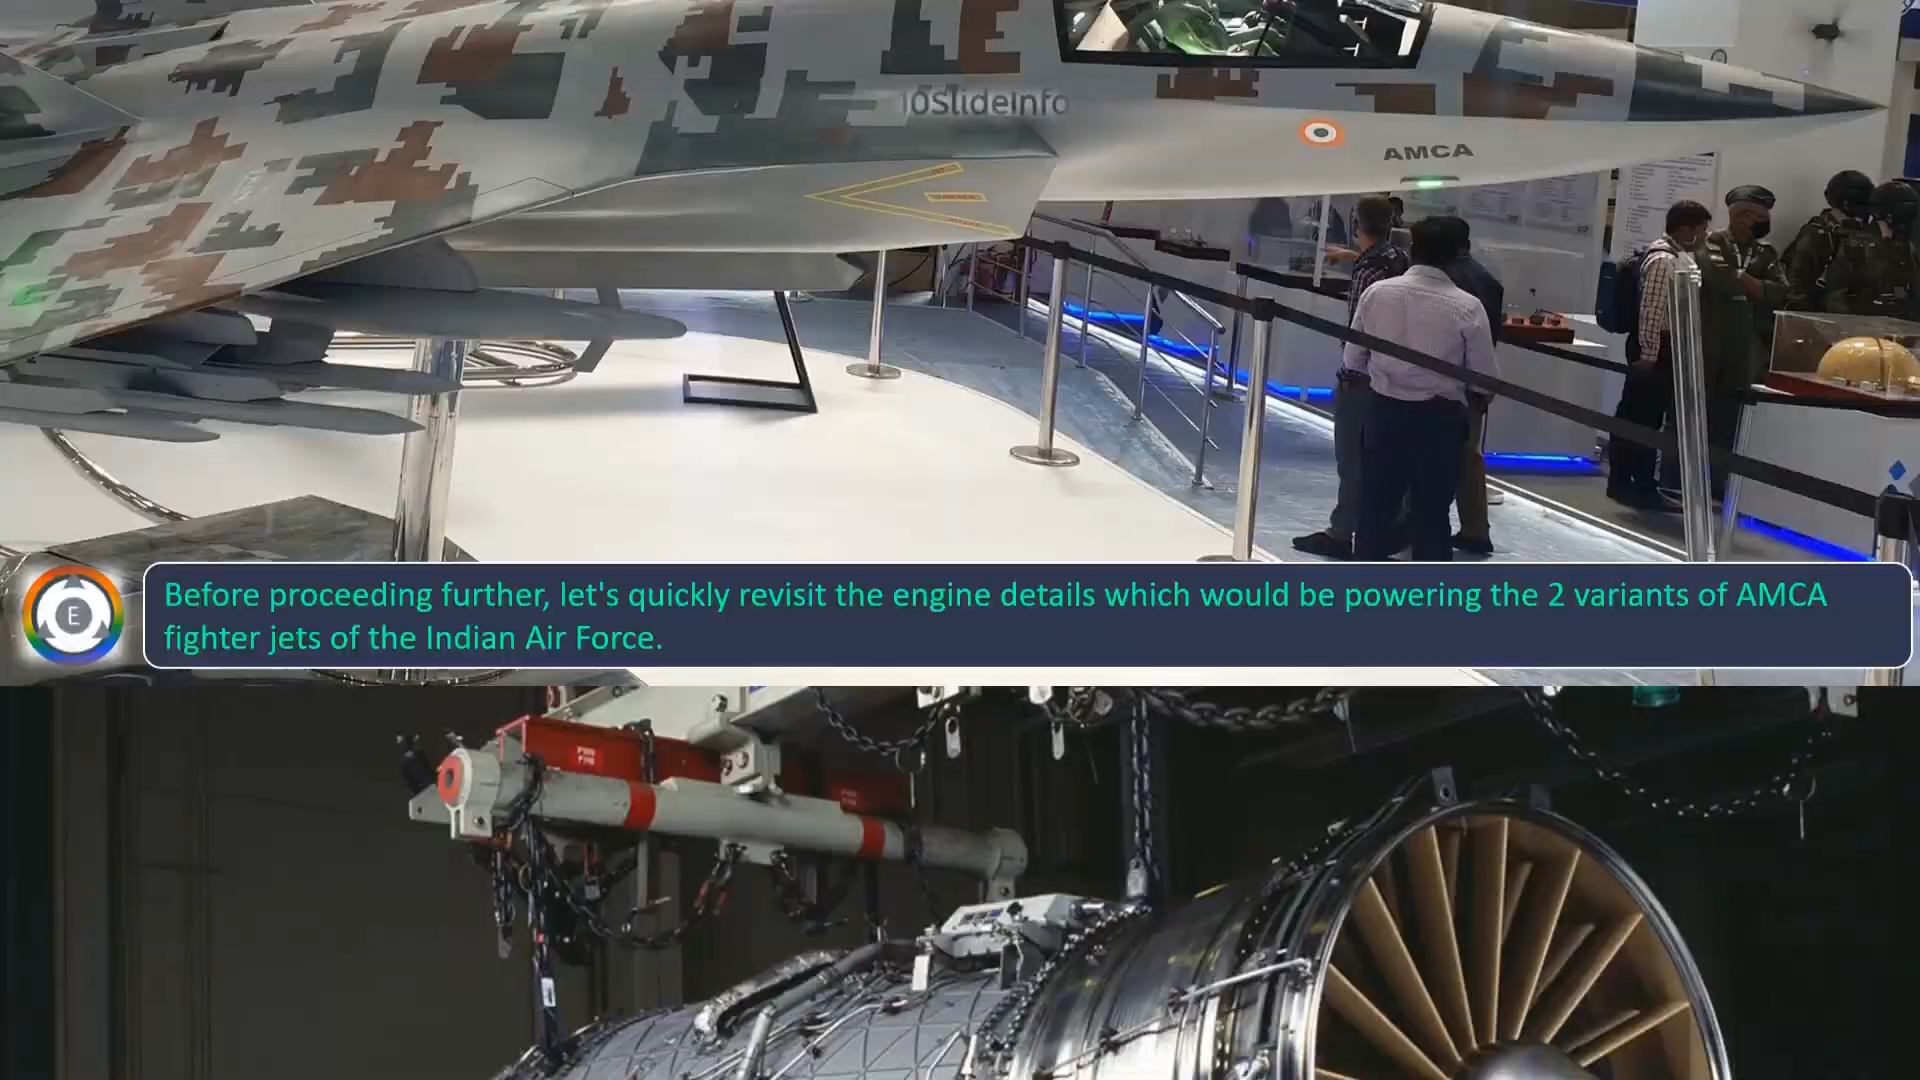 10SlideInfo
AMCA
E
Before proceeding further, let's quickly revisit the engine details which would be powering the 2 variants of AMCA
fighter jets of the Indian Air Force.